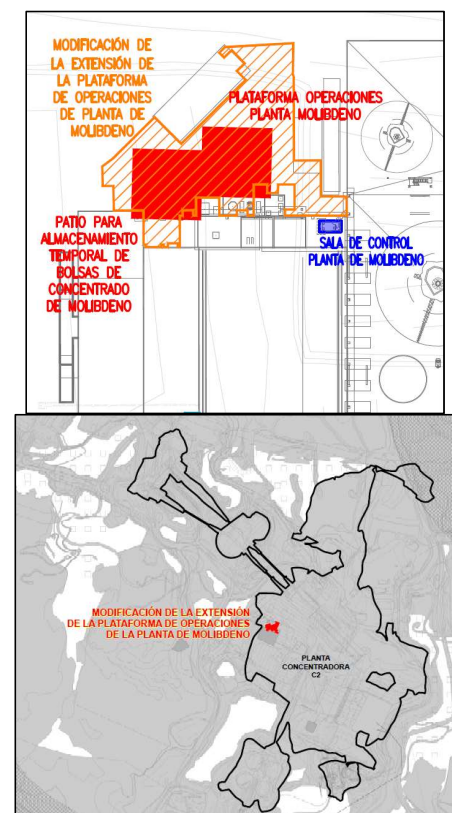 MODIFICACIÓN DE
LA EXTENSIÓN DE
LA PLATAFORMA
DE OPERACIONES
DE PLANTA DE
MOLIBDENO
PLATAFORMA OPERACIONES
PLANTA MOLIBDENO
PATIO PARA
ALMACENAMIENTO
TEMPORAL DE
BOLSAS DE
CONCENTRADO
DE MOLIBDENO
SALA DE CONTROL
PLANTA DE MOLIBDENO
MODIFICACIÓN DE LA EXTENSIÓN
DE LA PLATAFORMA DE OPERACIONES
DE LA PLANTA DE MOLIBDENO
PLANTA
CONCENTRADORA
C2